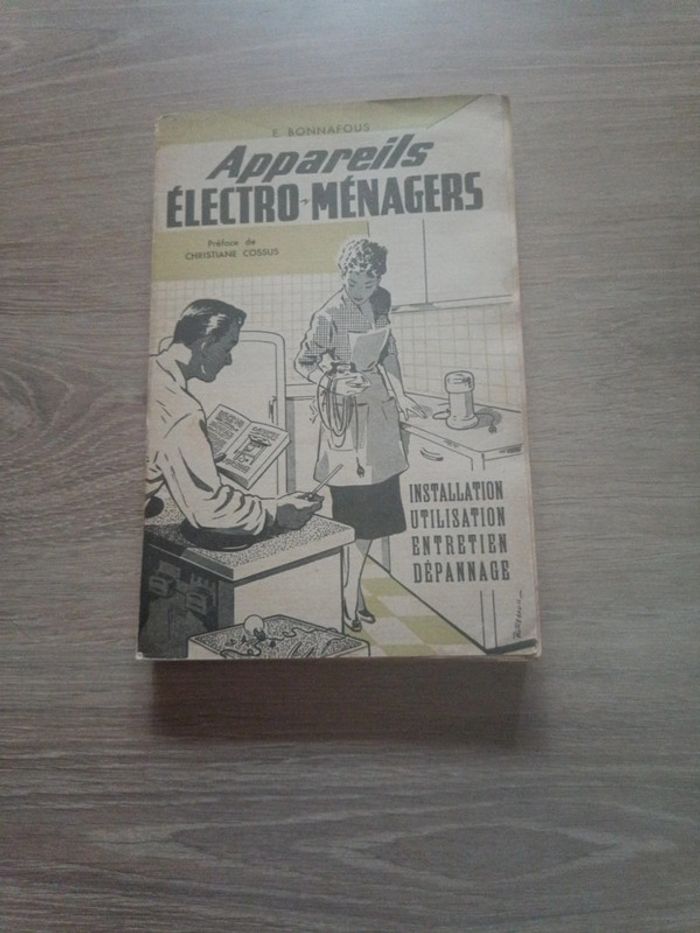 E. BONNAFOUS
Appareils
ÉLECTRO-MÉNAGERS
Préface de
CHRISTIANE COSSUS
INSTALLATION
UTILISATION
ENTRETIEN
DÉPANNAGE